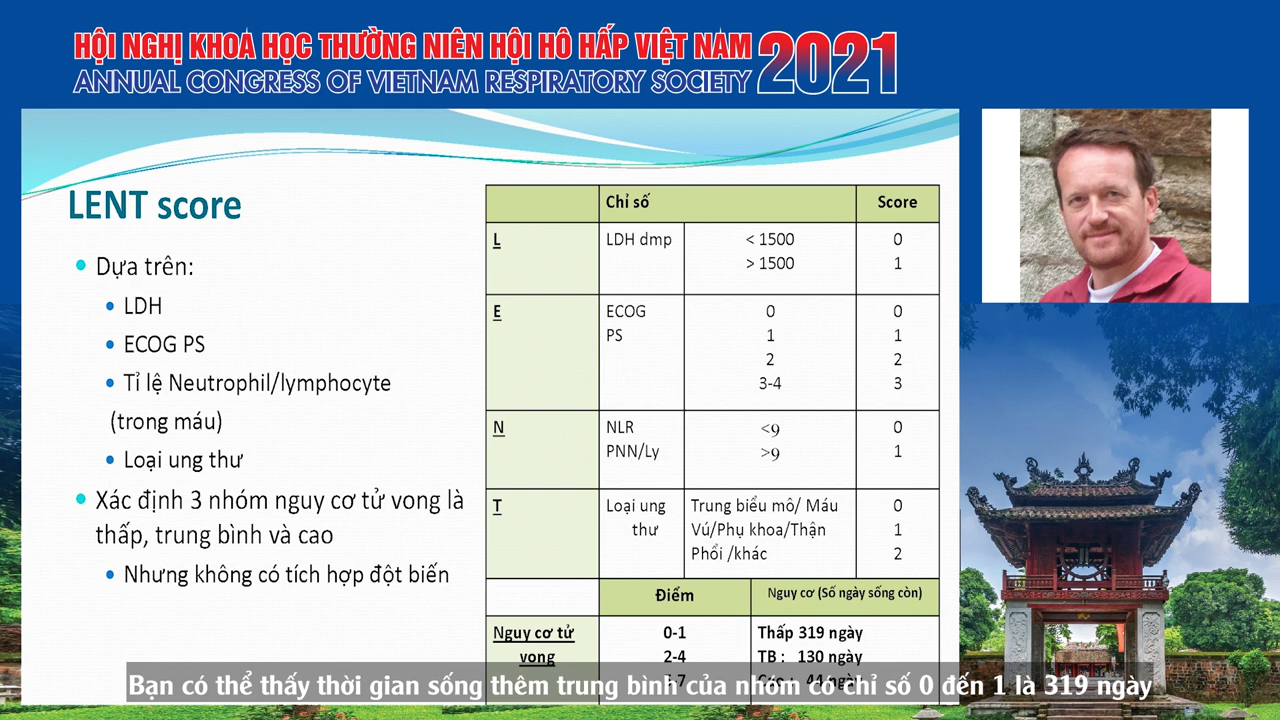 HỘI NGHỊ KHOA HỌC THƯỜNG NIÊN HỘI HÔ HẤP VIỆT NAM 2021
ANNUAL CONGRESS OF VIETNAM RESPIRATORY SOCIETY
LENT score
• Dựa trên:
• LDH
• ECOG PS
• Tỉ lệ Neutrophil/lymphocyte
(trong máu)
• Loại ung thư
• Xác định 3 nhóm nguy cơ tử vong là
thấp, trung bình và cao
• Nhưng không có tích hợp đột biến
Chỉ số Score
L LDH dmp < 1500 0
> 1500 1
E ECOG 0 0
PS 1 1
2 2
3-4 3
N NLR <9 0
PNN/Ly >9 1
T Loại ung Trung biểu mô/ Máu 0
thư Vú/Phụ khoa/Thận 1
Phổi /khác 2
Điểm Nguy cơ (Số ngày sống còn)
Nguy cơ tử 0-1 Thấp 319 ngày
vong 2-4 TB : 130 ngày
Bạn có thể thấy thời gian sống thêm trung bình của nhóm có chỉ số 0 đến 1 là 319 ngày